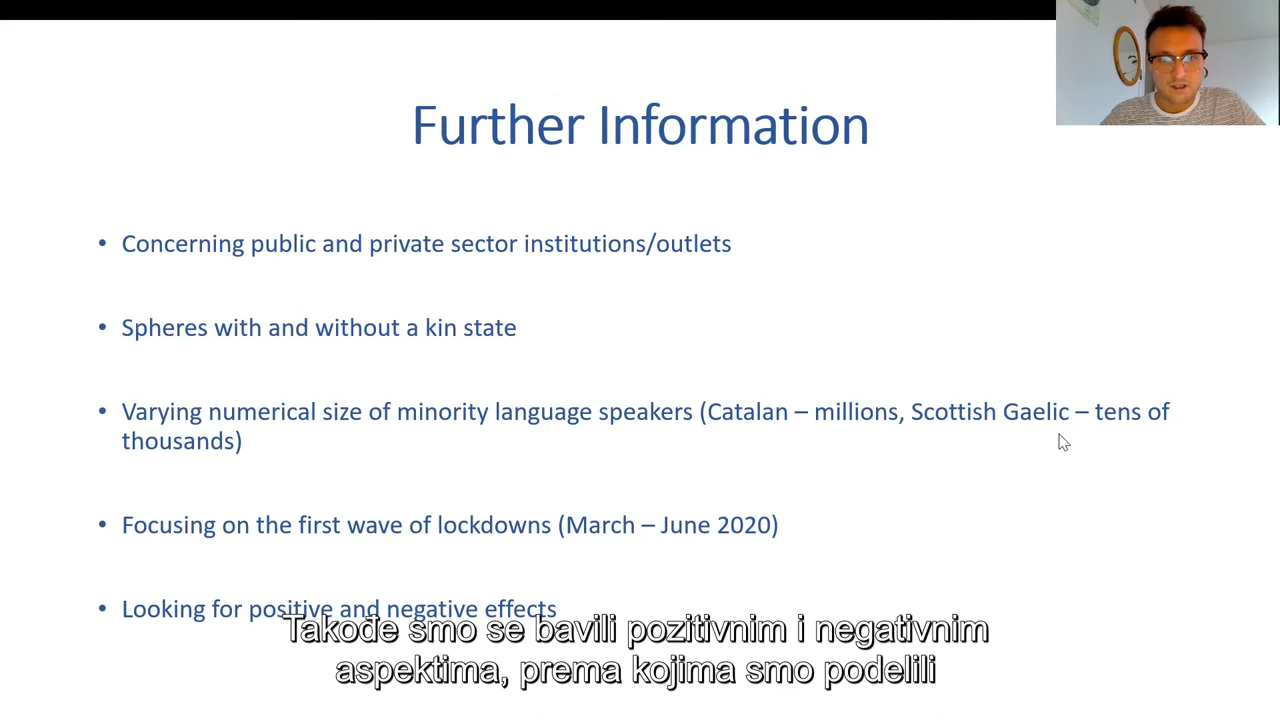 Further Information
• Concerning public and private sector institutions/outlets
• Spheres with and without a kin state
• Varying numerical size of minority language speakers (Catalan – millions, Scottish Gaelic – tens of
thousands)
• Focusing on the first wave of lockdowns (March – June 2020)
• Looking for positive and negative effects
Takođe smo se bavili pozitivnim i negativnim
aspektima, prema kojima smo podelili